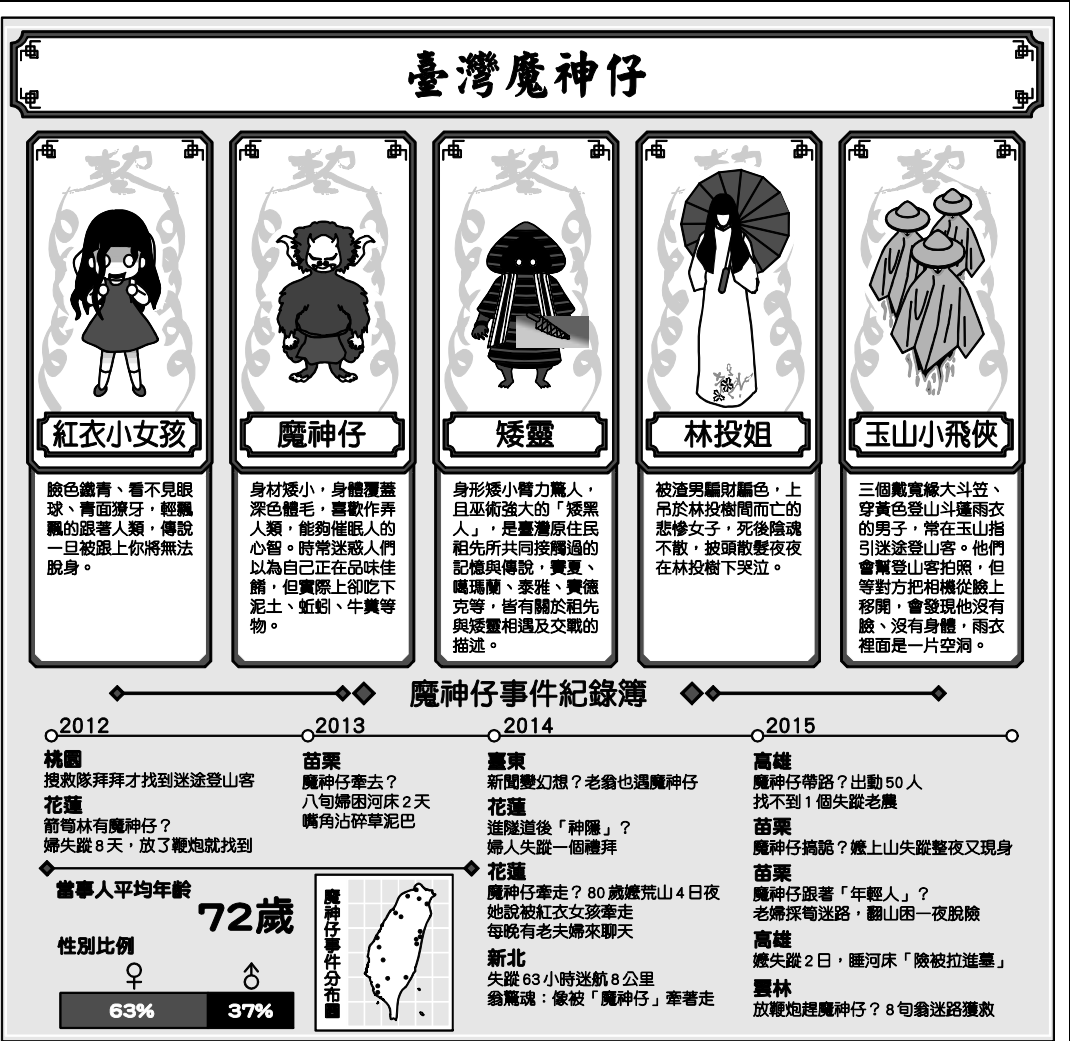 臺灣魔神仔
紅衣小女孩
臉色鐵青、看不見眼
球、青面獠牙，輕飄
飄的跟著人類，傳說
一旦被跟上你將無法
脫身。
魔神仔
身材矮小，身體覆蓋
深色體毛，喜歡作弄
人類，能夠催眠人的
心智。時常迷惑人們
以為自己正在品味佳
餚，但實際上卻吃下
泥土、蚯蚓、牛糞等
物。
矮靈
身形矮小臂力驚人，
且巫術強大的「矮黑
人」，是臺灣原住民
祖先所共同接觸過的
記憶與傳說，賽夏、
噶瑪蘭、泰雅、賽德
克等，皆有關於祖先
與矮靈相遇及交戰的
描述。
林投姐
被渣男騙財騙色，上
吊於林投樹間而亡的
悲慘女子，死後陰魂
不散，披頭散髮夜夜
在林投樹下哭泣。
玉山小飛俠
三個戴寬緣大斗笠、
穿黃色登山斗蓬雨衣
的男子，常在玉山指
引迷途登山客。他們
會幫登山客拍照，但
等對方把相機從臉上
移開，會發現他沒有
臉、沒有身體，雨衣
裡面是一片空洞。
魔神仔事件紀錄簿
2012
桃園
搜救隊拜拜才找到迷途登山客
花蓮
箭筍林有魔神仔？
婦失蹤8天，放了鞭炮就找到
2013
苗栗
魔神仔牽去？
八旬婦困河床2天
嘴角沾碎草泥巴
2014
臺東
新聞變幻想？老翁也遇魔神仔
花蓮
進隧道後「神隱」？
婦人失蹤一個禮拜
花蓮
魔神仔牽走？80歲嬤荒山4日夜
她說被紅衣女孩牽走
每晚有老夫婦來聊天
新北
失蹤63小時迷航8公里
翁驚魂：像被「魔神仔」牽著走
2015
高雄
魔神仔帶路？出動50人
找不到1個失蹤老農
苗栗
魔神仔搞詭？嬤上山失蹤整夜又現身
苗栗
魔神仔跟著「年輕人」？
老婦採筍迷路，翻山困一夜脫險
高雄
嬤失蹤2日，睡河床「險被拉進墓」
雲林
放鞭炮趕魔神仔？8旬翁迷路獲救
當事人平均年齡
72歲
性別比例
♀ ♂
63% 37%
魔神仔事件分布圖